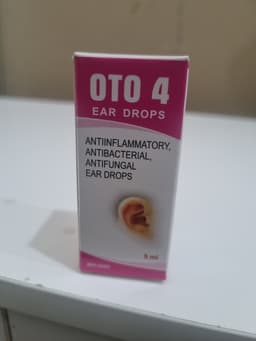 OTO 4
EAR DROPS
ANTIINFLAMMATORY,
ANTIBACTERIAL,
ANTIFUNGAL
EAR DROPS
5 ml